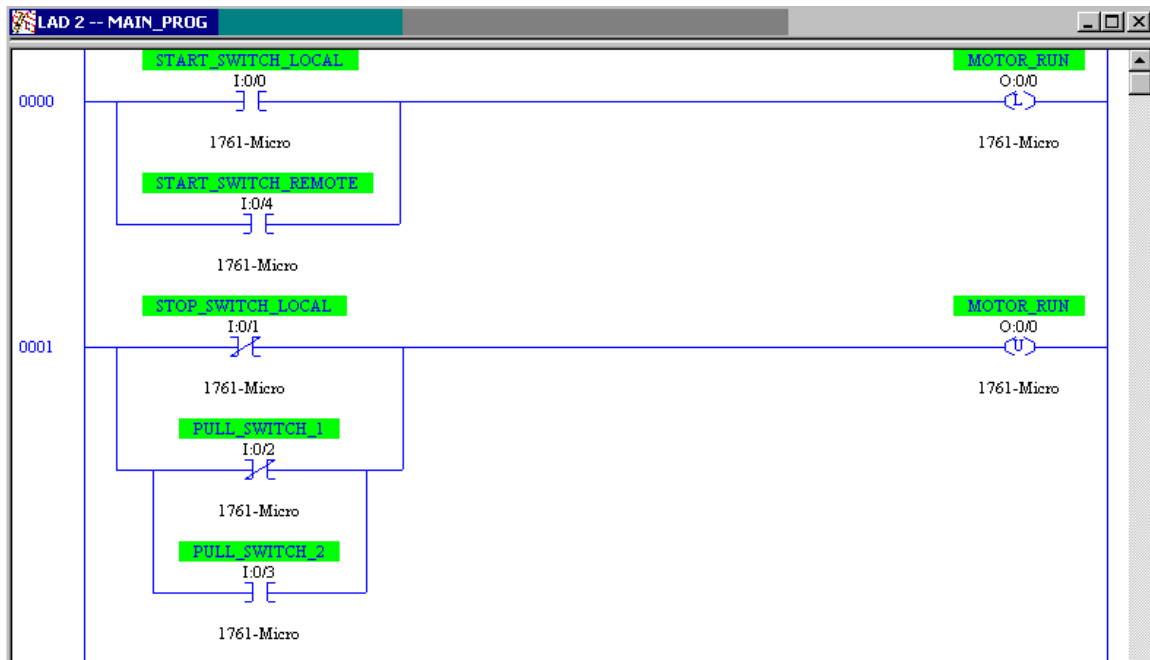 LAD 2 -- MAIN_PROG
START_SWITCH_LOCAL MOTOR_RUN
I:0/0 O:0/0
0000 L
1761-Micro 1761-Micro
START_SWITCH_REMOTE
I:0/4
1761-Micro
STOP_SWITCH_LOCAL MOTOR_RUN
I:0/1 O:0/0
0001 U
1761-Micro 1761-Micro
PULL_SWITCH_1
I:0/2
1761-Micro
PULL_SWITCH_2
I:0/3
1761-Micro